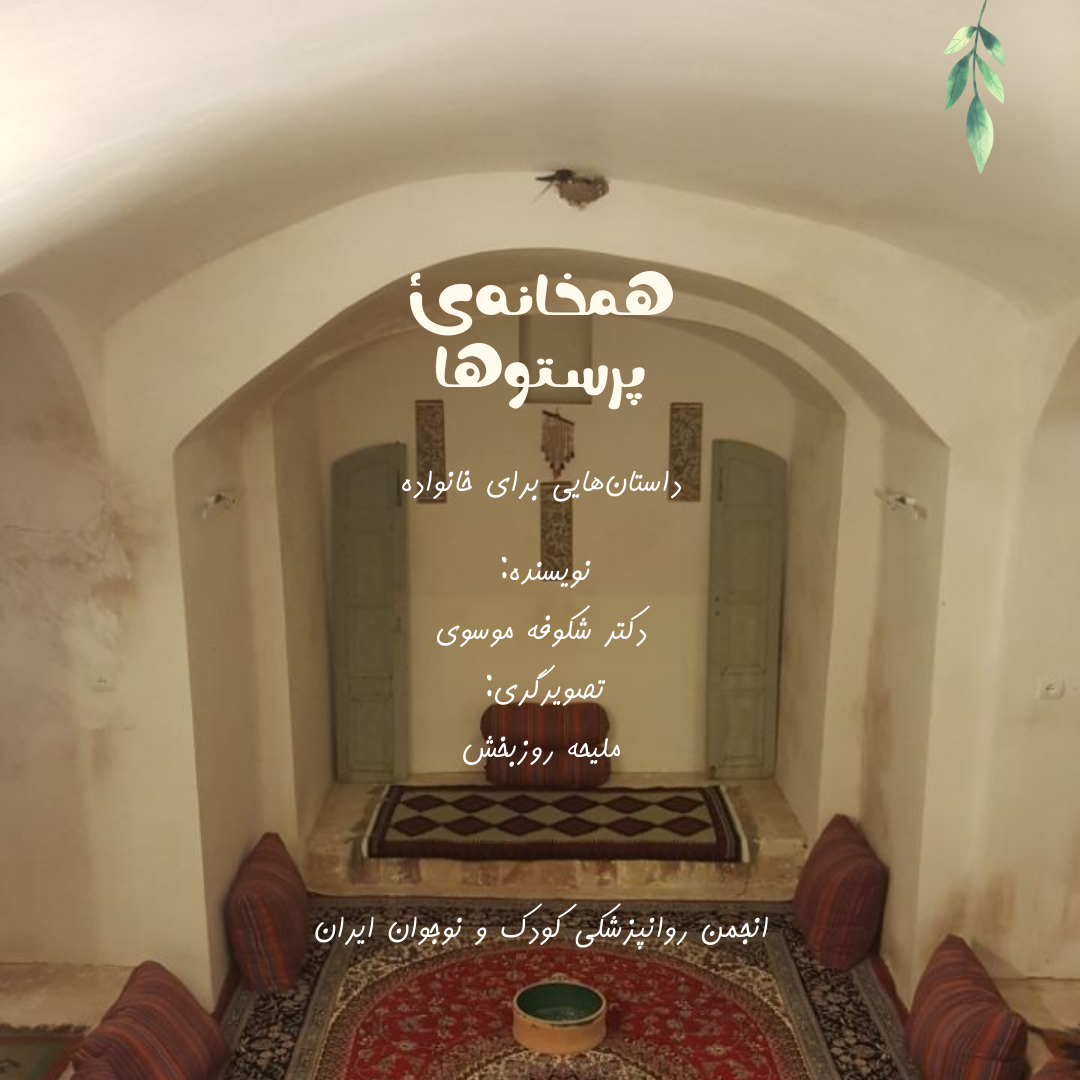 همخانه‌یٔ
پرستوها
داستان‌هایی برای خانواده
نویسنده:
دکتر شکوفه موسوی
تصویرگری:
ملیحه روزبخش
انجمن روانپزشکی کودک و نوجوان ایران